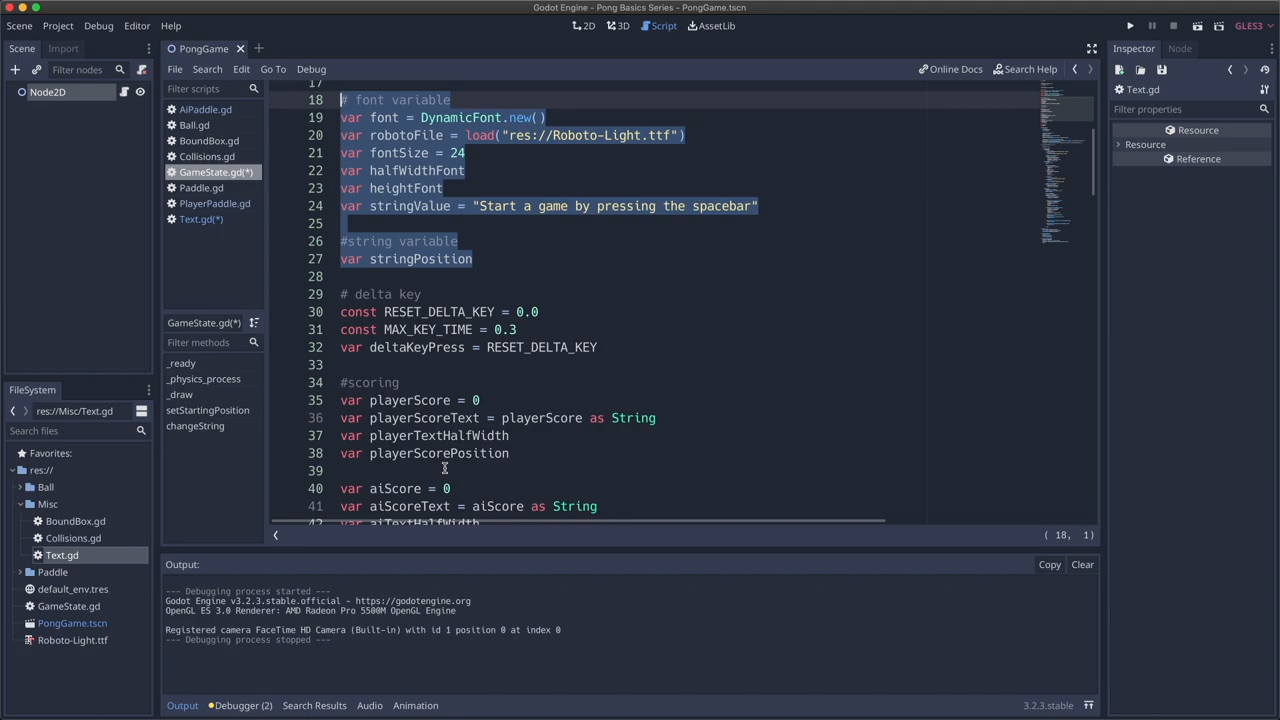 Godot Engine - Pong Basics Series - PongGame.tscn
Scene Project Debug Editor Help
2D 3D Script AssetLib
GLES3
Scene Import
Filter nodes
Node2D
PongGame
File Search Edit Go To Debug
Online Docs Search Help
Filter scripts
AiPaddle.gd
Ball.gd
BoundBox.gd
Collisions.gd
GameState.gd(*)
Paddle.gd
PlayerPaddle.gd
Text.gd(*)
GameState.gd(*)
Filter methods
_ready
_physics_process
_draw
setStartingPosition
changeString
17
18 # font variable
19 var font = DynamicFont.new()
20 var robotoFile = load("res://Roboto-Light.ttf")
21 var fontSize = 24
22 var halfWidthFont
23 var heightFont
24 var stringValue = "Start a game by pressing the spacebar"
25
26 #string variable
27 var stringPosition
28
29 # delta key
30 const RESET_DELTA_KEY = 0.0
31 const MAX_KEY_TIME = 0.3
32 var deltaKeyPress = RESET_DELTA_KEY
33
34 #scoring
35 var playerScore = 0
36 var playerScoreText = playerScore as String
37 var playerTextHalfWidth
38 var playerScorePosition
39
40 var aiScore = 0
41 var aiScoreText = aiScore as String
42 var aiTextHalfWidth
( 18, 1)
FileSystem
res://Misc/Text.gd
Search files
Favorites:
res://
Ball
Misc
BoundBox.gd
Collisions.gd
Text.gd
Paddle
default_env.tres
GameState.gd
PongGame.tscn
Roboto-Light.ttf
Output:
Copy Clear
--- Debugging process started ---
Godot Engine v3.2.3.stable.official - https://godotengine.org
OpenGL ES 3.0 Renderer: AMD Radeon Pro 5500M OpenGL Engine
Registered camera FaceTime HD Camera (Built-in) with id 1 position 0 at index 0
--- Debugging process stopped ---
Output Debugger (2) Search Results Audio Animation
3.2.3.stable
Inspector Node
Text.gd
Filter properties
Resource
Resource
Reference